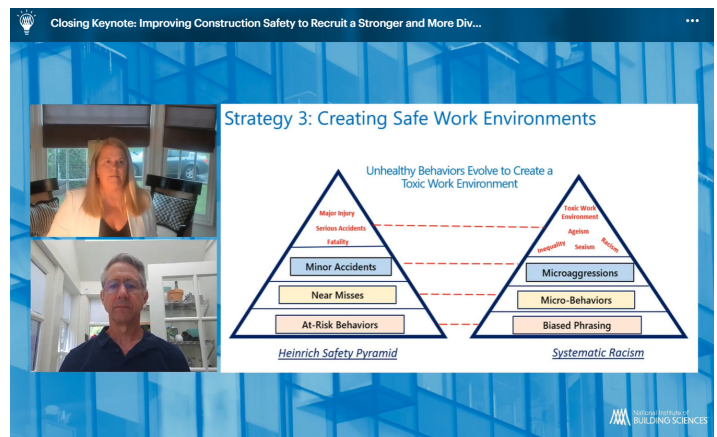 Closing Keynote: Improving Construction Safety to Recruit a Stronger and More Div...
Strategy 3: Creating Safe Work Environments
Unhealthy Behaviors Evolve to Create a
Toxic Work Environment
Major Injury
Serious Accidents
Fatality
Minor Accidents
Near Misses
At-Risk Behaviors
Heinrich Safety Pyramid
Toxic Work
Environment
Ageism
Inequality Sexism Racism
Microaggressions
Micro-Behaviors
Biased Phrasing
Systematic Racism
National Institute of
BUILDING SCIENCES